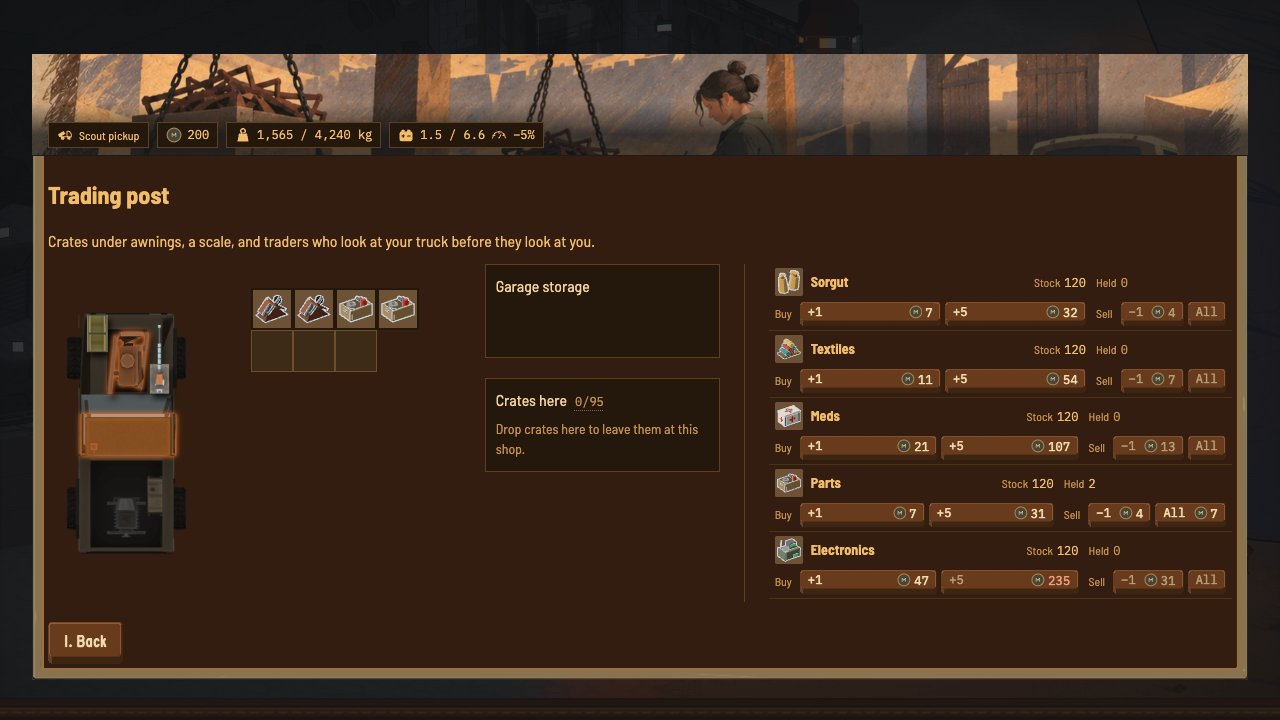 Scout pickup
M 200
1,565 / 4,240 kg
1.5 / 6.6 −5%
Trading post
Crates under awnings, a scale, and traders who look at your truck before they look at you.
Garage storage
Crates here 0/95
Drop crates here to leave them at this
shop.
Sorgut Stock 120 Held 0
Buy +1 M 7 +5 M 32 Sell −1 M 4 All
Textiles Stock 120 Held 0
Buy +1 M 11 +5 M 54 Sell −1 M 7 All
Meds Stock 120 Held 0
Buy +1 M 21 +5 M 107 Sell −1 M 13 All
Parts Stock 120 Held 2
Buy +1 M 7 +5 M 31 Sell −1 M 4 All M 7
Electronics Stock 120 Held 0
Buy +1 M 47 +5 M 235 Sell −1 M 31 All
1. Back